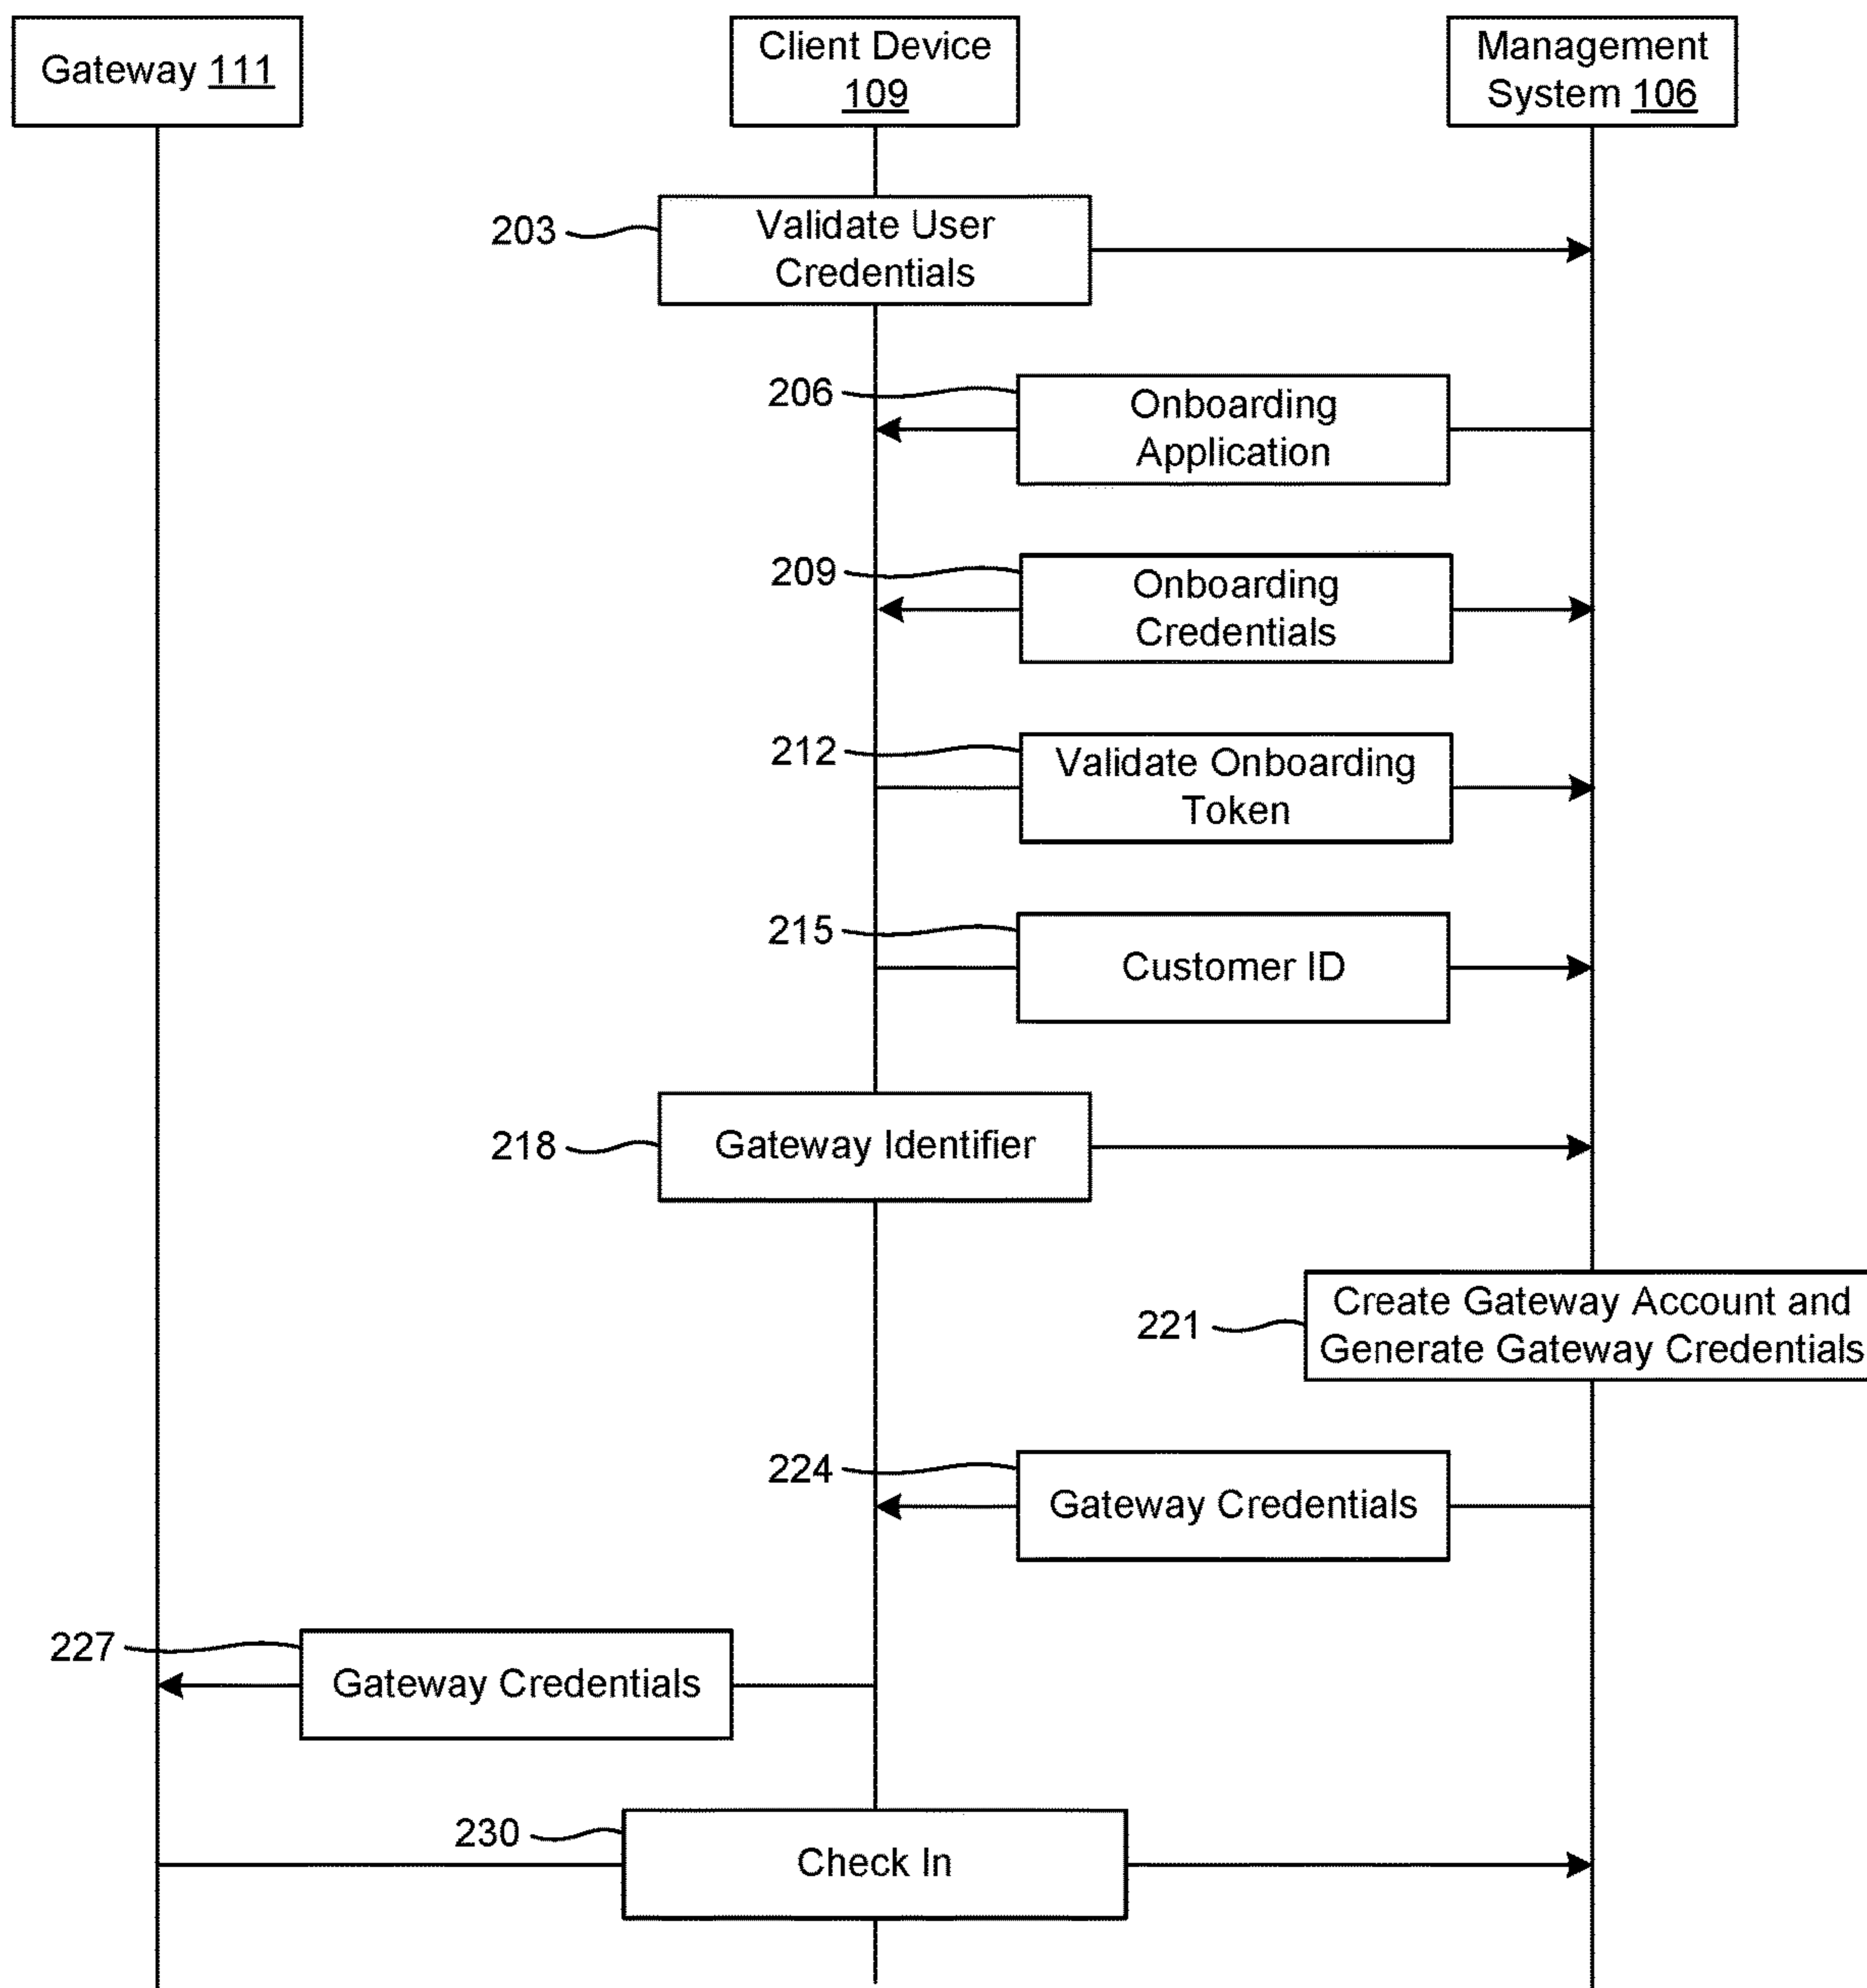 Gateway 111
Client Device
109
Management
System 106
203
Validate User
Credentials
206
Onboarding
Application
209
Onboarding
Credentials
212
Validate Onboarding
Token
215
Customer ID
218
Gateway Identifier
221
Create Gateway Account and
Generate Gateway Credentials
224
Gateway Credentials
227
Gateway Credentials
230
Check In